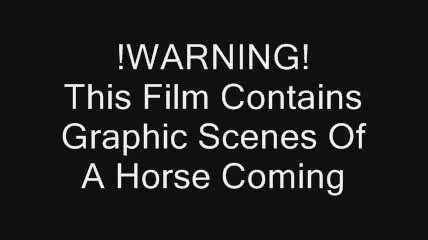 !WARNING!
This Film Contains
Graphic Scenes Of
A Horse Coming